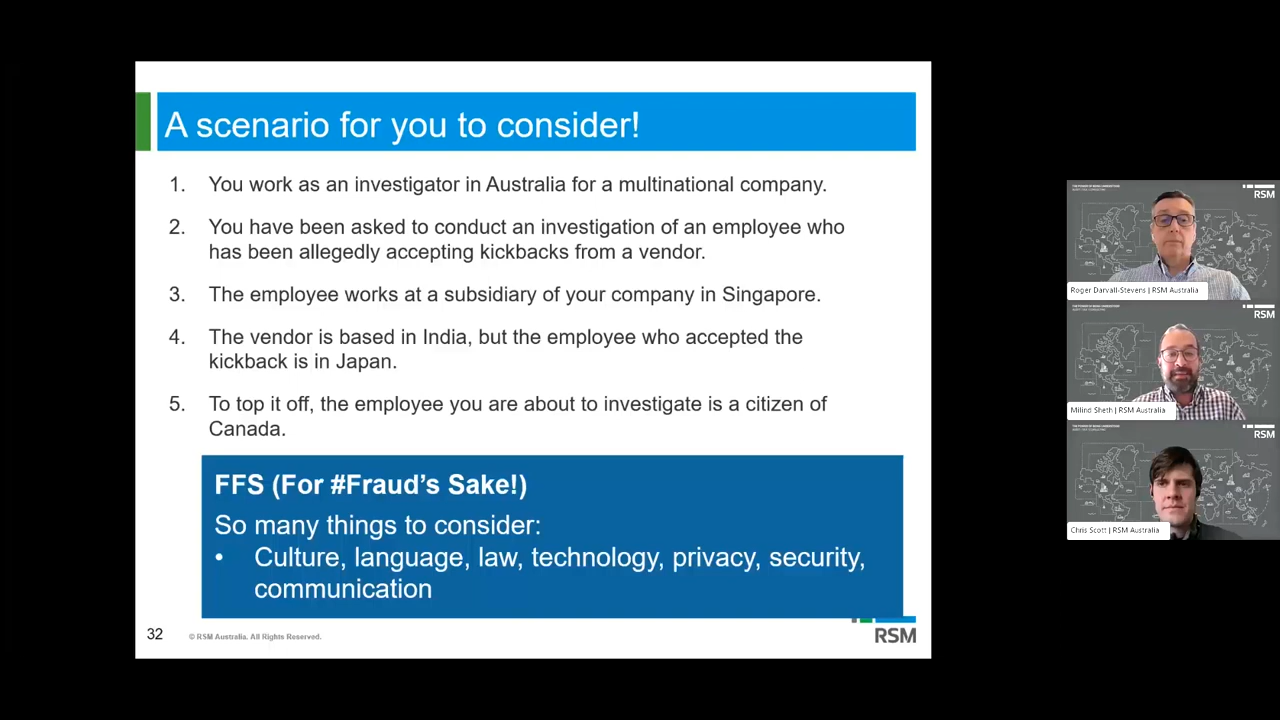 A scenario for you to consider!
1. You work as an investigator in Australia for a multinational company.
2. You have been asked to conduct an investigation of an employee who
has been allegedly accepting kickbacks from a vendor.
3. The employee works at a subsidiary of your company in Singapore.
4. The vendor is based in India, but the employee who accepted the
kickback is in Japan.
5. To top it off, the employee you are about to investigate is a citizen of
Canada.
FFS (For #Fraud's Sake!)
So many things to consider:
• Culture, language, law, technology, privacy, security,
communication
32
© RSM Australia. All Rights Reserved.
RSM
RSM
Roger Darvall-Stevens | RSM Australia
RSM
Milind Sheth | RSM Australia
RSM
Chris Scott | RSM Australia